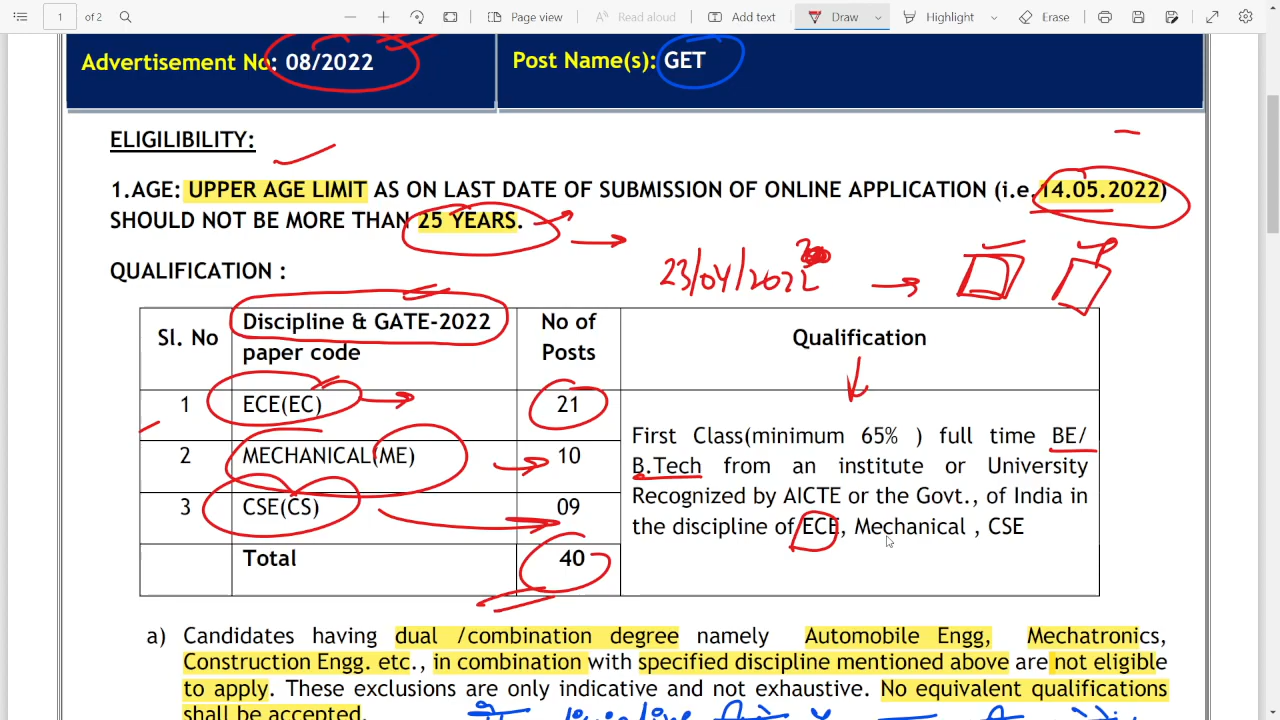 1 of 2 Page view Read aloud Add text Draw Highlight Erase
Advertisement No: 08/2022 Post Name(s): GET
ELIGILIBILITY:
1.AGE: UPPER AGE LIMIT AS ON LAST DATE OF SUBMISSION OF ONLINE APPLICATION (i.e.14.05.2022)
SHOULD NOT BE MORE THAN 25 YEARS.
23/04/2022
QUALIFICATION :
Sl. No Discipline & GATE-2022 paper code No of Posts Qualification
1 ECE(EC) 21
2 MECHANICAL(ME) 10
3 CSE(CS) 09
Total 40
First Class(minimum 65% ) full time BE/
B.Tech from an institute or University
Recognized by AICTE or the Govt., of India in
the discipline of ECE, Mechanical , CSE
a) Candidates having dual /combination degree namely Automobile Engg, Mechatronics,
Construction Engg. etc., in combination with specified discipline mentioned above are not eligible
to apply. These exclusions are only indicative and not exhaustive. No equivalent qualifications
shall be accepted.